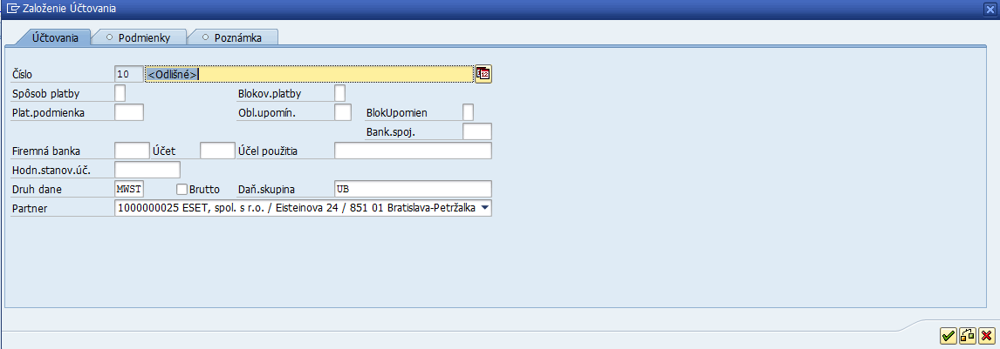 Založenie Účtovania
Účtovania Podmienky Poznámka
Číslo 10 <Odlišné>
Spôsob platby Blokov.platby
Plat.podmienka Obl.upomín. BlokUpomien
Bank.spoj.
Firemná banka Účet Účel použitia
Hodn.stanov.úč.
Druh dane MWST Brutto Daň.skupina UB
Partner 1000000025 ESET, spol. s r.o. / Eisteinova 24 / 851 01 Bratislava-Petržalka